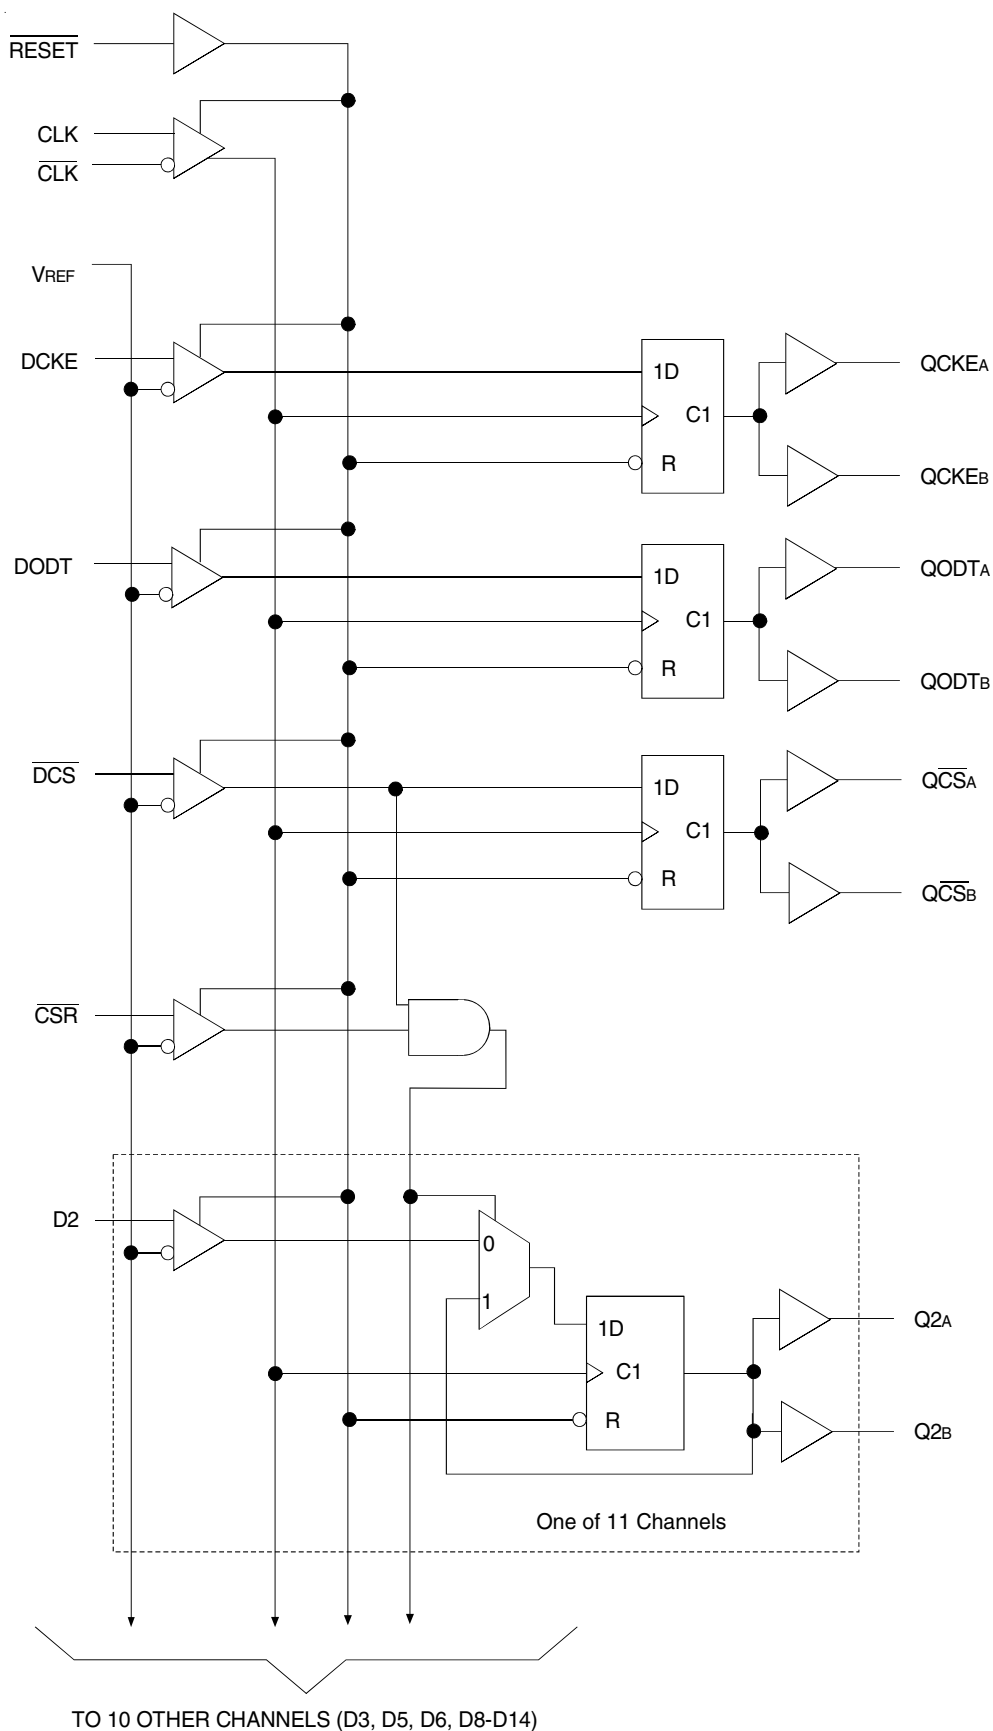 RESET
CLK
CLK
VREF
DCKE
1D
C1
R
QCKEA
QCKEB
DODT
1D
C1
R
QODTA
QODTB
DCS
1D
C1
R
QCSA
QCSB
CSR
D2
0
1
1D
C1
R
Q2A
Q2B
One of 11 Channels
TO 10 OTHER CHANNELS (D3, D5, D6, D8-D14)